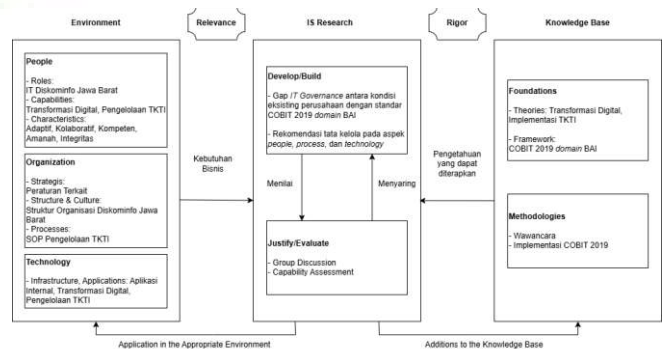 Environment
Relevance
IS Research
Rigor
Knowledge Base
People
- Roles:
IT Diskominfo Jawa Barat
- Capabilities:
Transformasi Digital, Pengelolaan TKTI
- Characteristics:
Adaptif, Kolaboratif, Kompeten,
Amanah, Integritas
Organization
- Strategis:
Peraturan Terkait
- Structure & Culture:
Struktur Organisasi Diskominfo Jawa
Barat
- Processes:
SOP Pengelolaan TKTI
Technology
- Infrastructure, Applications: Aplikasi
Internal, Transformasi Digital,
Pengelolaan TKTI
Kebutuhan
Bisnis
Develop/Build
- Gap IT Governance antara kondisi
eksisting perusahaan dengan standar
COBIT 2019 domain BAI
- Rekomendasi tata kelola pada aspek
people, process, dan technology
Menilai
Menyaring
Justify/Evaluate
- Group Discussion
- Capability Assessment
Pengetahuan
yang dapat
diterapkan
Foundations
- Theories: Transformasi Digital,
Implementasi TKTI
- Framework:
COBIT 2019 domain BAI
Methodologies
- Wawancara
- Implementasi COBIT 2019
Application in the Appropriate Environment
Additions to the Knowledge Base